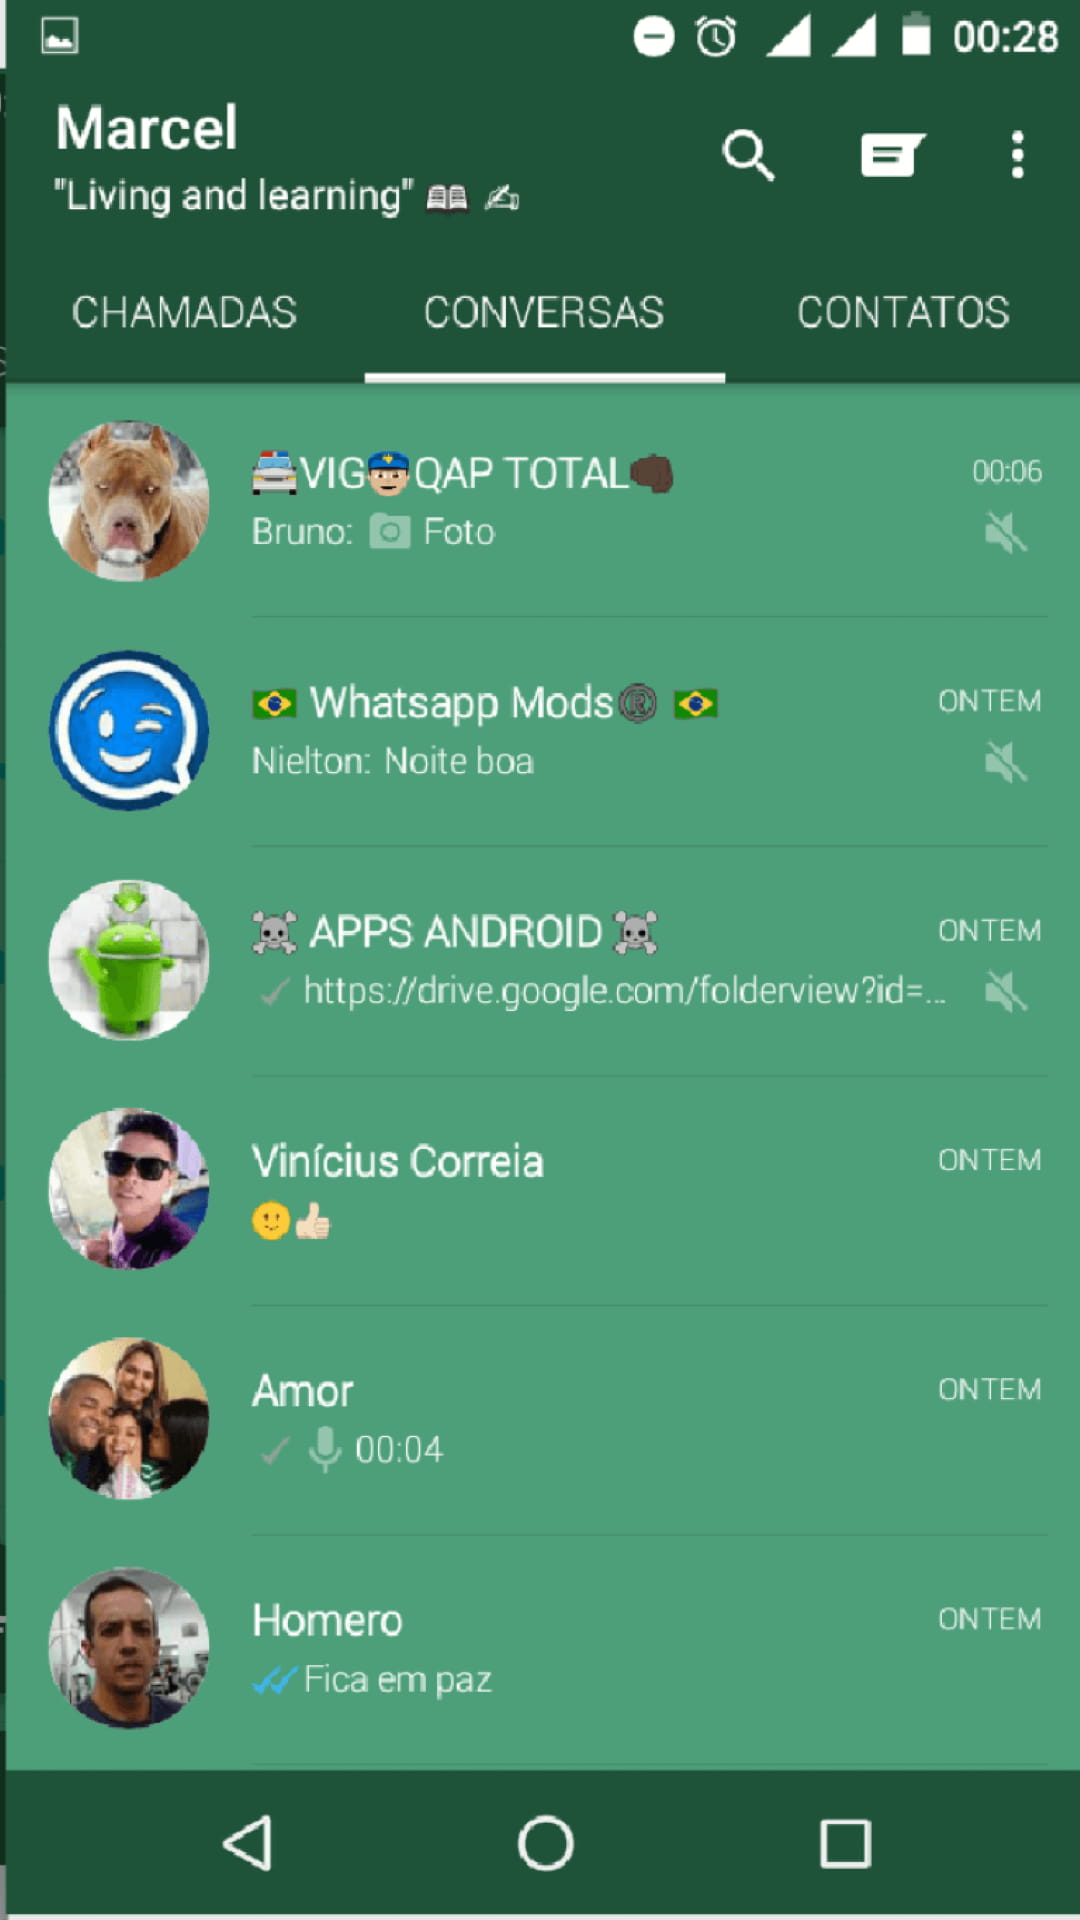 00:28
Marcel
"Living and learning" 📖 ✍
CHAMADAS CONVERSAS CONTATOS
🚔VIG👮🏼QAP TOTAL👊🏿 00:06
Bruno: 📷 Foto
🇧🇷 Whatsapp Mods® 🇧🇷 ONTEM
Nielton: Noite boa
☠ APPS ANDROID ☠ ONTEM
https://drive.google.com/folderview?id=...
Vinícius Correia ONTEM
🙂👍🏻
Amor ONTEM
00:04
Homero ONTEM
Fica em paz